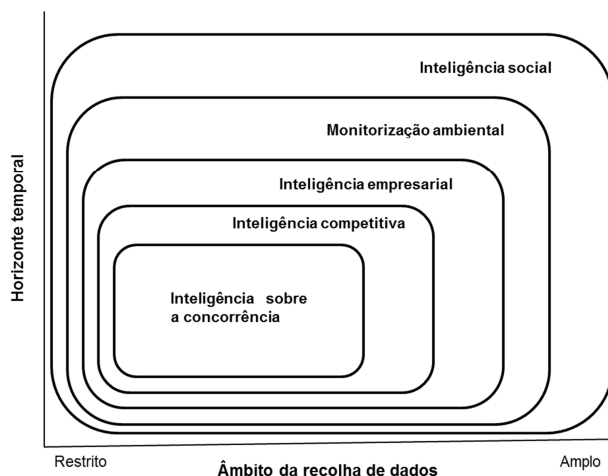 Inteligência social
Monitorização ambiental
Inteligência empresarial
Inteligência competitiva
Inteligência sobre
a concorrência
Horizonte temporal
Restrito
Amplo
Âmbito da recolha de dados